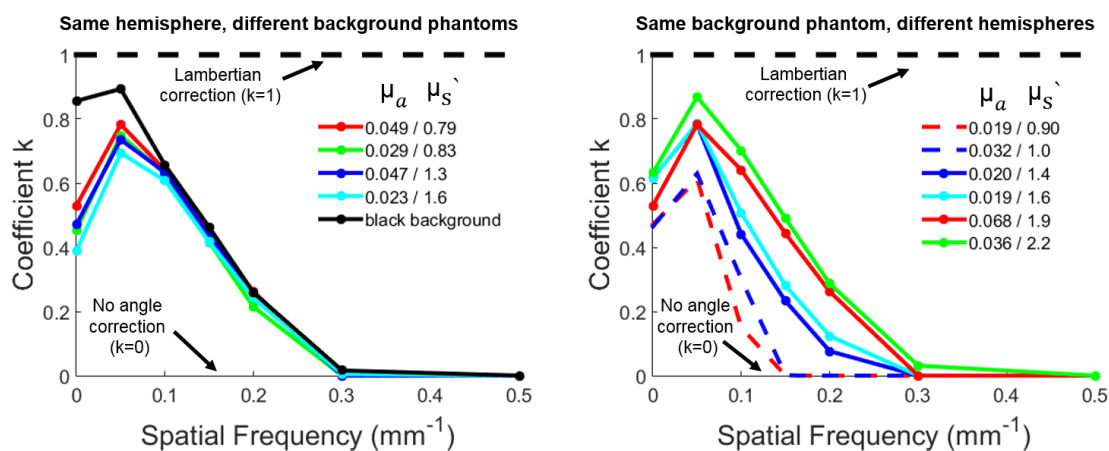 Same hemisphere, different background phantoms
1
0.8
0.6
0.4
0.2
0
Coefficient k
Lambertian
correction (k=1)
μa μS`
0.049 / 0.79
0.029 / 0.83
0.047 / 1.3
0.023 / 1.6
black background
No angle
correction
(k=0)
0 0.1 0.2 0.3 0.4 0.5
Spatial Frequency (mm-1)
Same background phantom, different hemispheres
1
0.8
0.6
0.4
0.2
0
Coefficient k
Lambertian
correction (k=1)
μa μS`
0.019 / 0.90
0.032 / 1.0
0.020 / 1.4
0.019 / 1.6
0.068 / 1.9
0.036 / 2.2
No angle
correction
(k=0)
0 0.1 0.2 0.3 0.4 0.5
Spatial Frequency (mm-1)